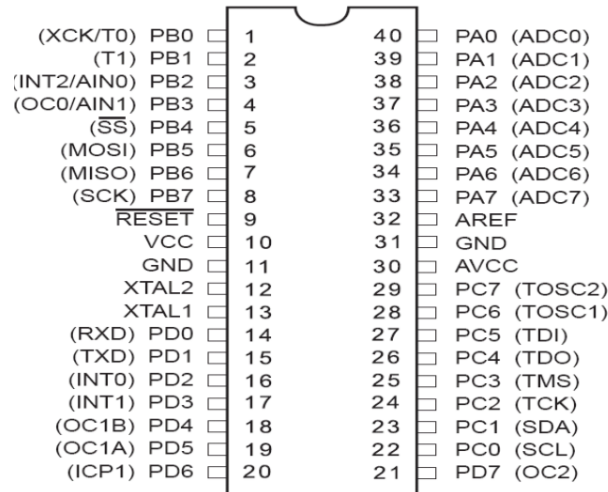 (XCK/T0) PB0 1 40 PA0 (ADC0)
(T1) PB1 2 39 PA1 (ADC1)
(INT2/AIN0) PB2 3 38 PA2 (ADC2)
(OC0/AIN1) PB3 4 37 PA3 (ADC3)
(SS) PB4 5 36 PA4 (ADC4)
(MOSI) PB5 6 35 PA5 (ADC5)
(MISO) PB6 7 34 PA6 (ADC6)
(SCK) PB7 8 33 PA7 (ADC7)
RESET 9 32 AREF
VCC 10 31 GND
GND 11 30 AVCC
XTAL2 12 29 PC7 (TOSC2)
XTAL1 13 28 PC6 (TOSC1)
(RXD) PD0 14 27 PC5 (TDI)
(TXD) PD1 15 26 PC4 (TDO)
(INT0) PD2 16 25 PC3 (TMS)
(INT1) PD3 17 24 PC2 (TCK)
(OC1B) PD4 18 23 PC1 (SDA)
(OC1A) PD5 19 22 PC0 (SCL)
(ICP1) PD6 20 21 PD7 (OC2)